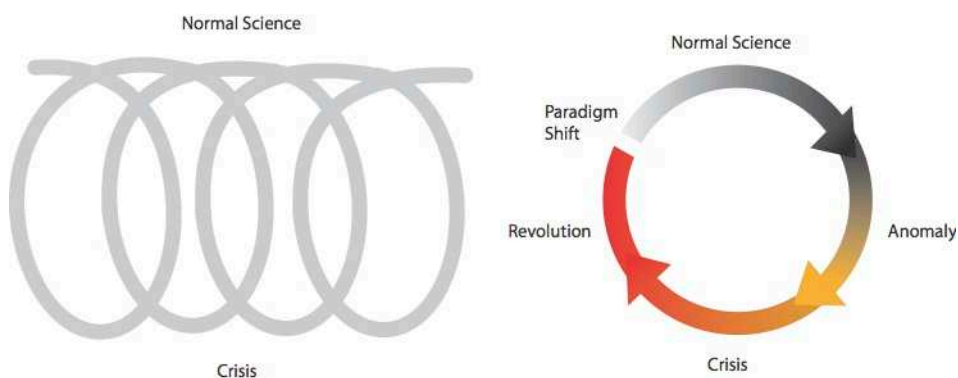 Normal Science
Crisis
Normal Science
Paradigm
Shift
Revolution
Anomaly
Crisis